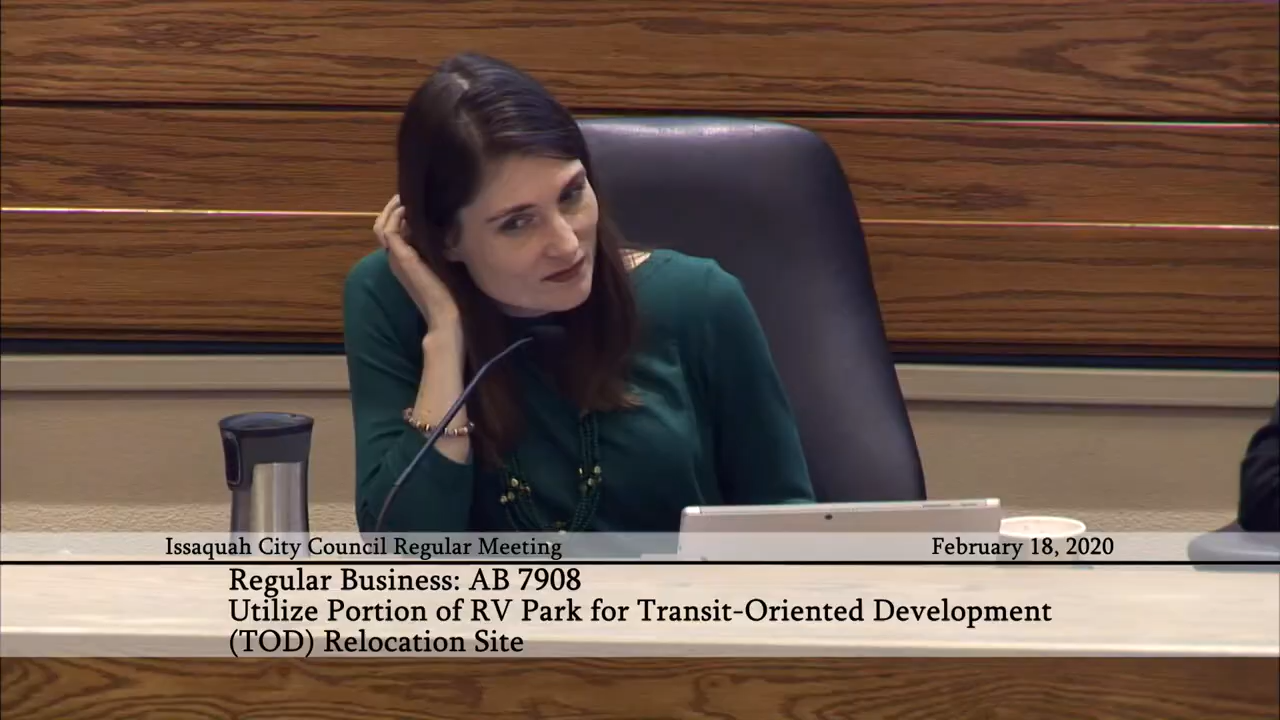 Issaquah City Council Regular Meeting February 18, 2020
Regular Business: AB 7908
Utilize Portion of RV Park for Transit-Oriented Development
(TOD) Relocation Site